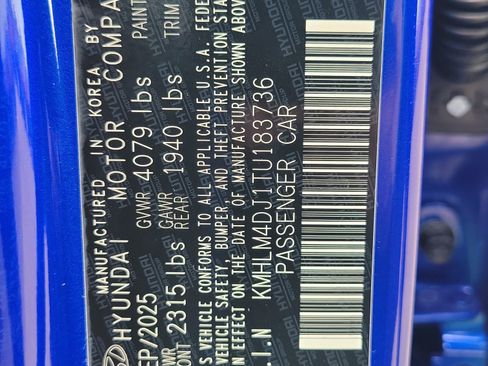 MANUFACTURED IN KOREA BY
HYUNDAI MOTOR COMPA
EP/2025 GVWR 4079 lbs PAINT
WR GAWR TRIM
ONT 2315 lbs REAR 1940 lbs
S VEHICLE CONFORMS TO ALL APPLICABLE U.S.A. FEDE
VEHICLE SAFETY, BUMPER, AND THEFT PREVENTION STA
IN EFFECT ON THE DATE OF MANUFACTURE SHOWN ABOV
.I.N KMHLM4DJ1TU183736
PASSENGER CAR